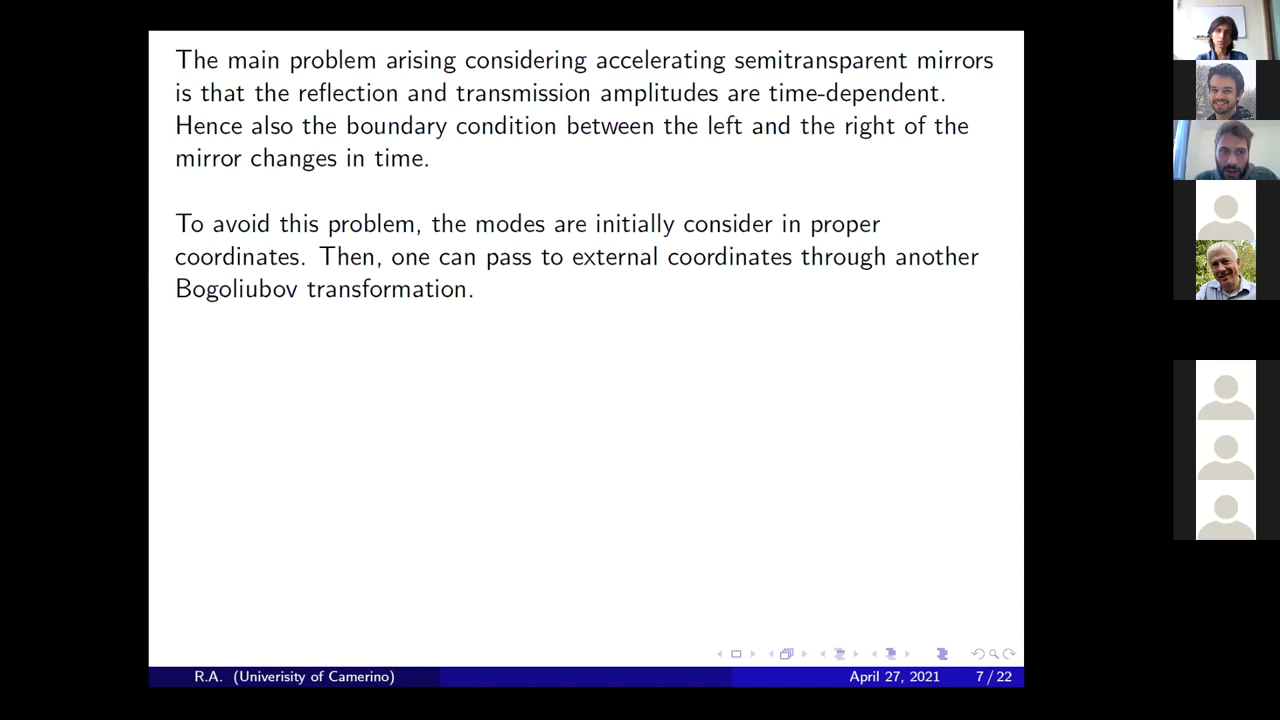 The main problem arising considering accelerating semitransparent mirrors
is that the reflection and transmission amplitudes are time-dependent.
Hence also the boundary condition between the left and the right of the
mirror changes in time.
To avoid this problem, the modes are initially consider in proper
coordinates. Then, one can pass to external coordinates through another
Bogoliubov transformation.
R.A. (Univerisity of Camerino) April 27, 2021 7 / 22